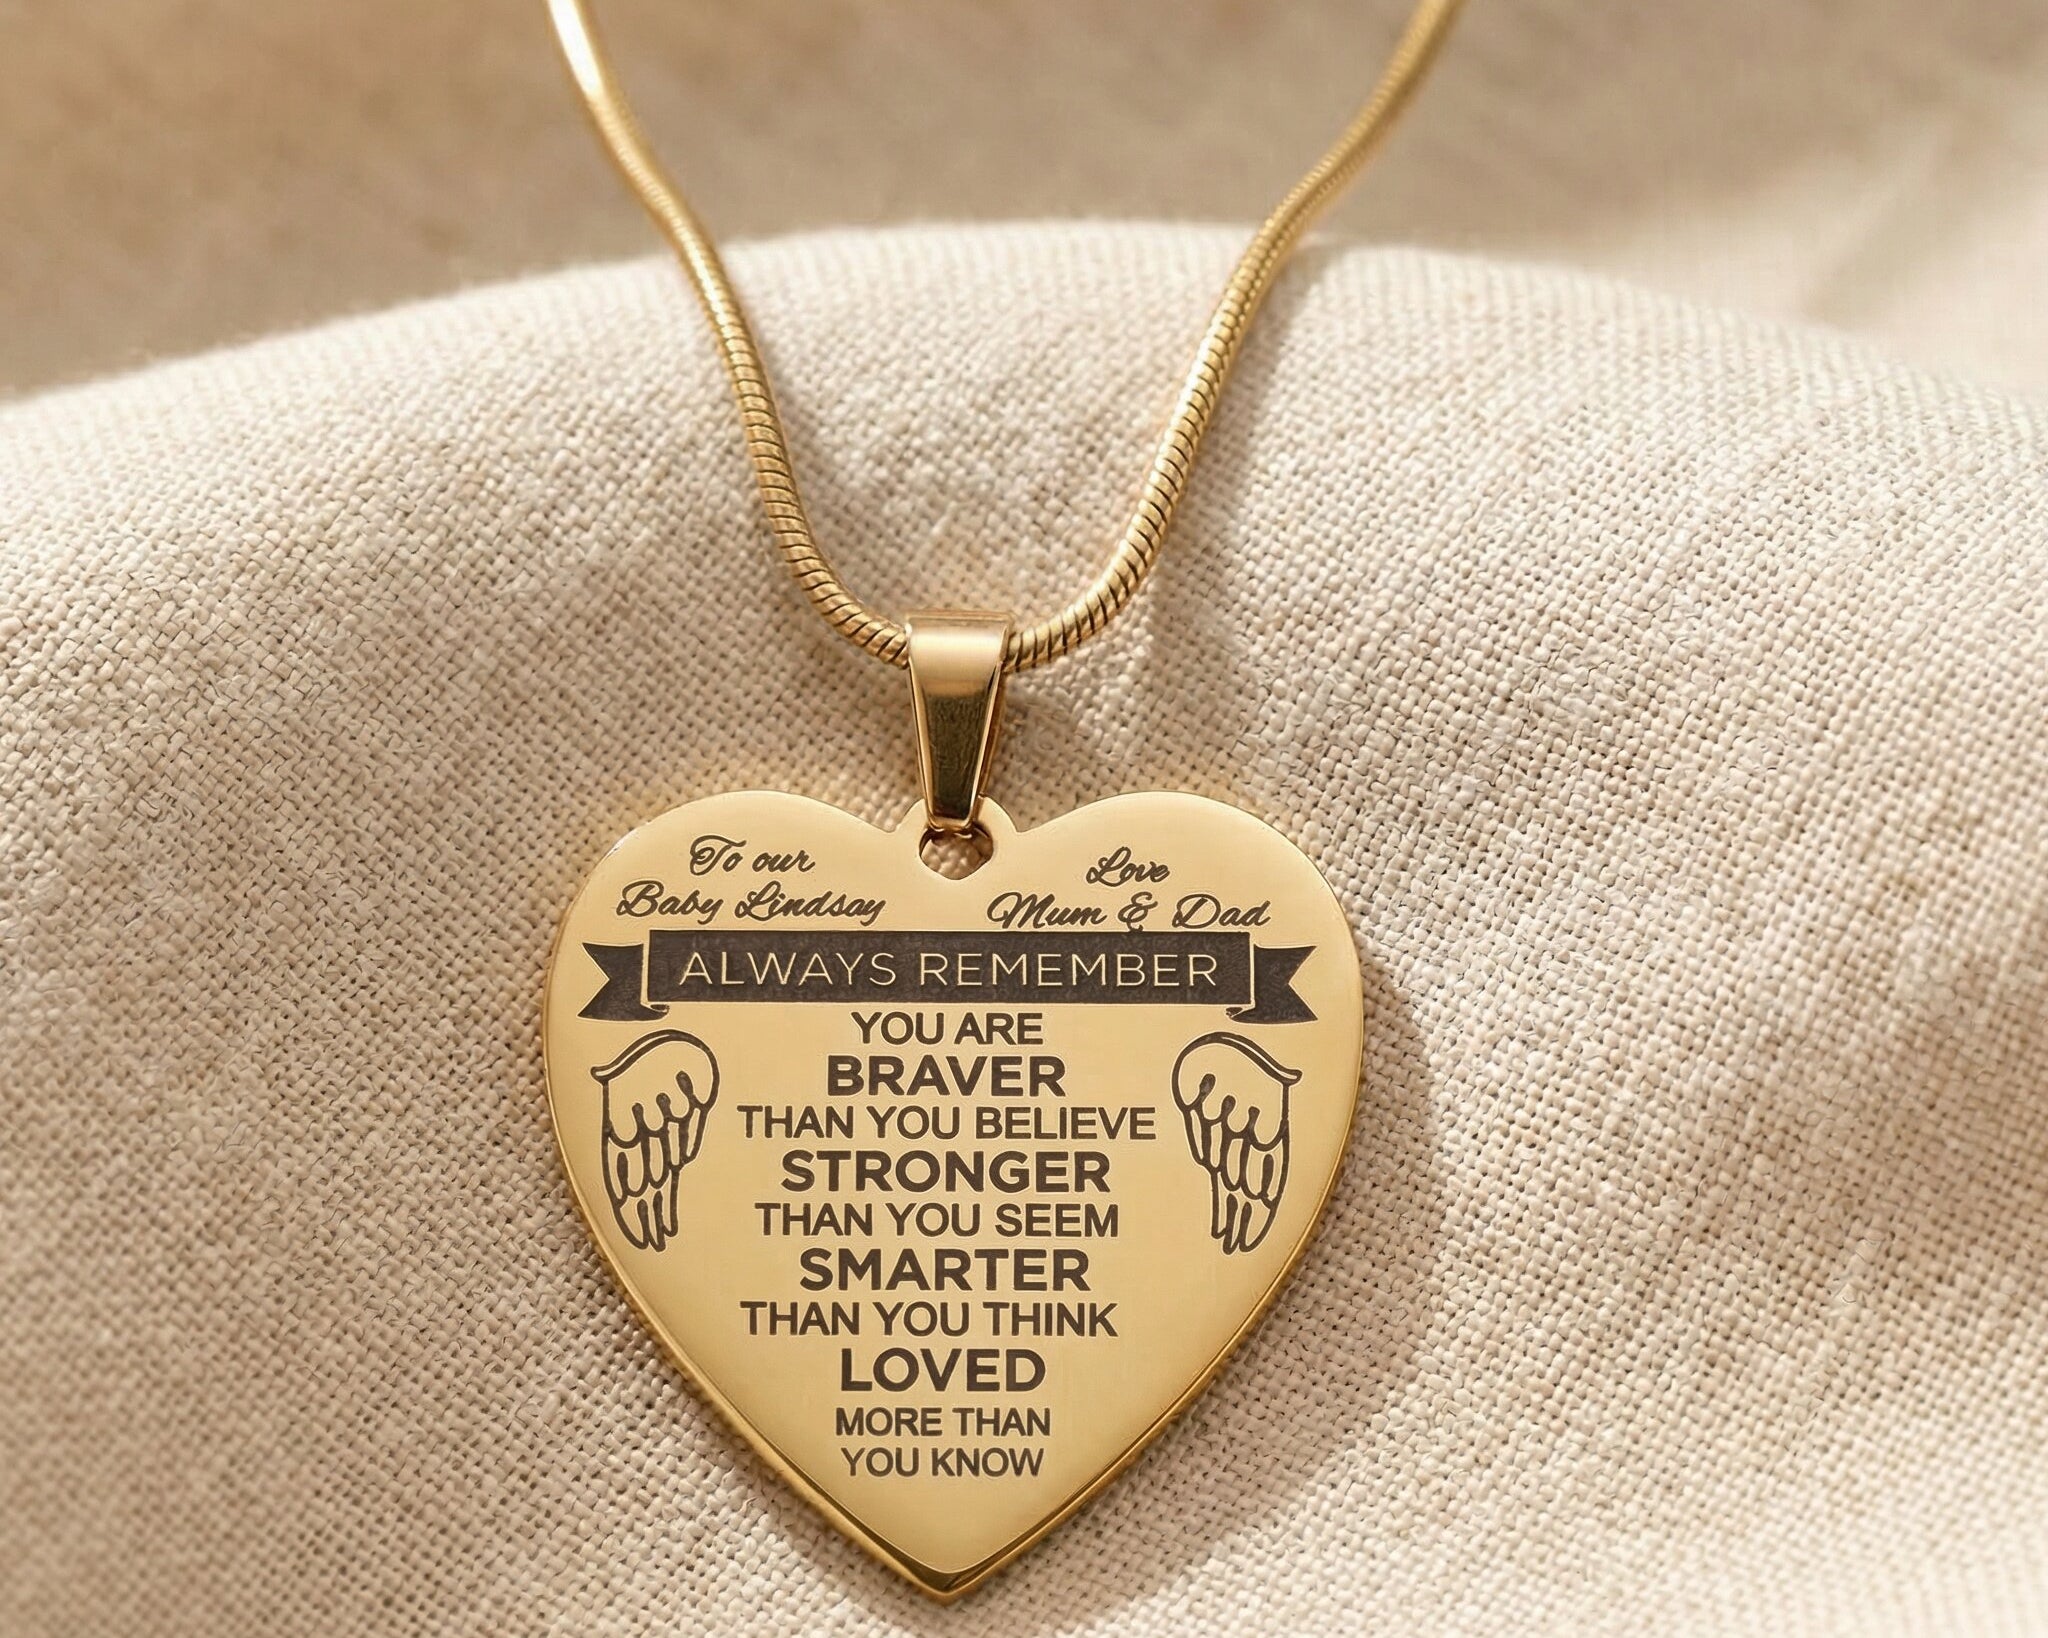 To our
Baby Lindsay
Love
Mum & Dad
ALWAYS REMEMBER
YOU ARE
BRAVER
THAN YOU BELIEVE
STRONGER
THAN YOU SEEM
SMARTER
THAN YOU THINK
LOVED
MORE THAN
YOU KNOW